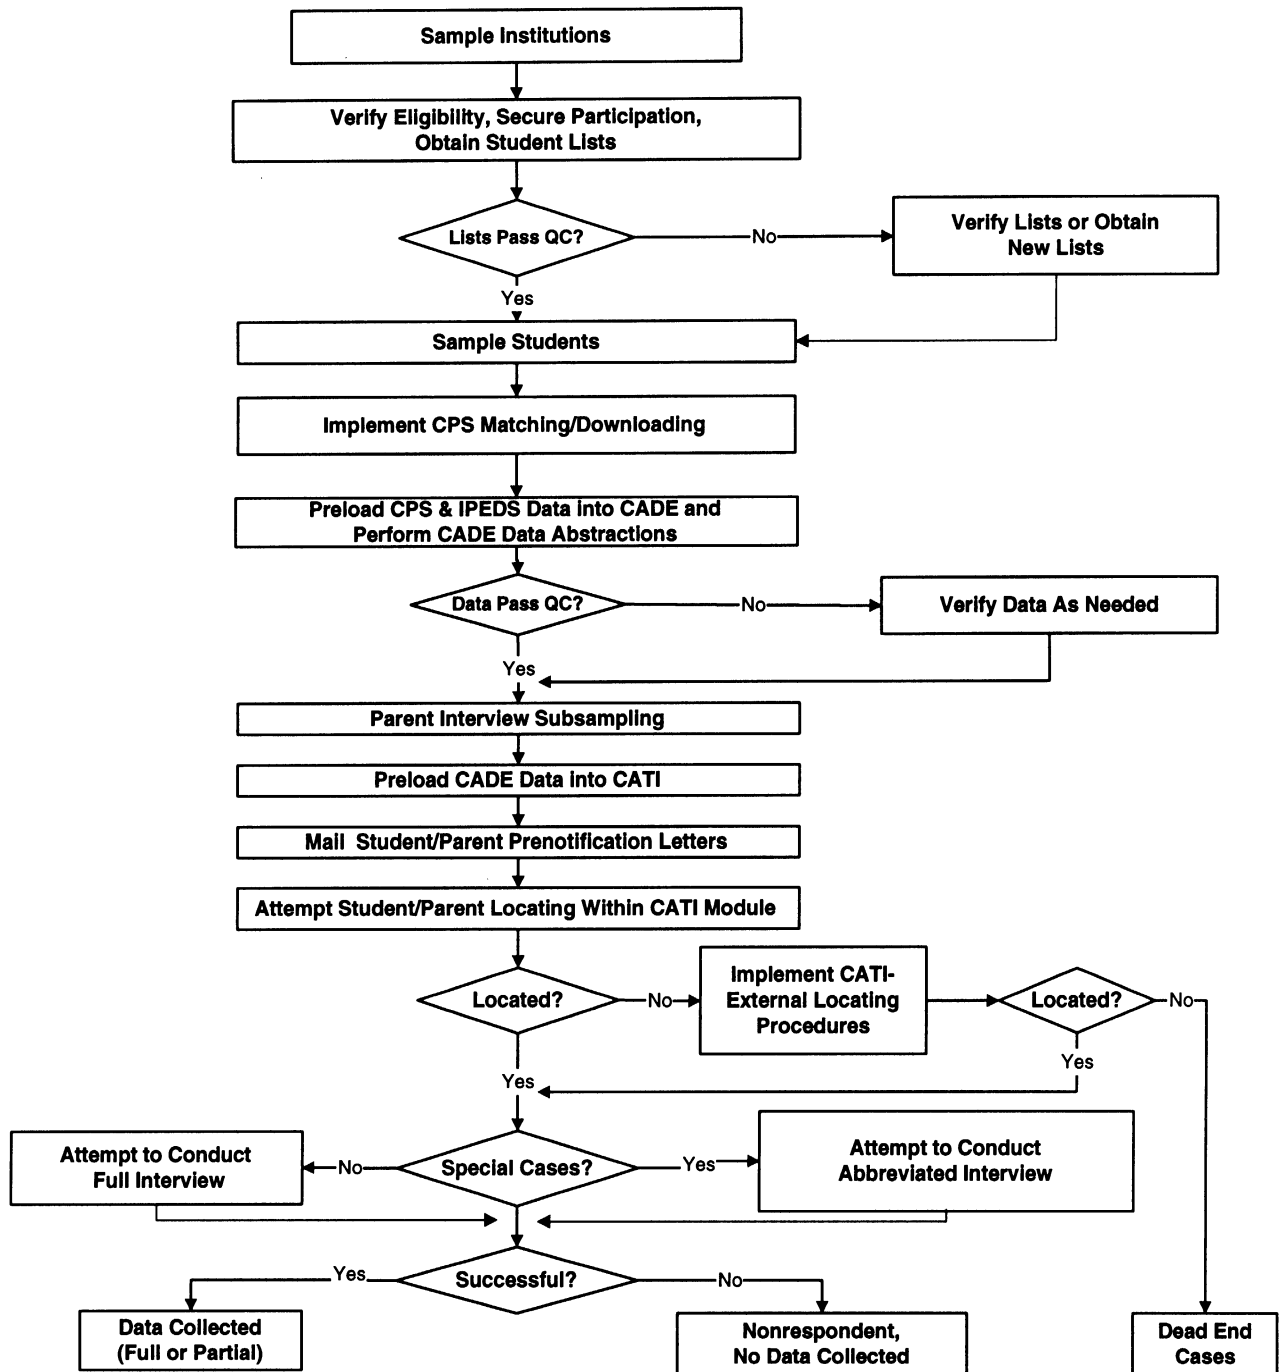 Sample Institutions
Verify Eligibility, Secure Participation,
Obtain Student Lists
Lists Pass QC?
No
Verify Lists or Obtain
New Lists
Yes
Sample Students
Implement CPS Matching/Downloading
Preload CPS & IPEDS Data into CADE and
Perform CADE Data Abstractions
Data Pass QC?
No
Verify Data As Needed
Yes
Parent Interview Subsampling
Preload CADE Data into CATI
Mail Student/Parent Prenotification Letters
Attempt Student/Parent Locating Within CATI Module
Located?
No
Implement CATI-
External Locating
Procedures
Located?
No
Yes
Yes
Attempt to Conduct
Full Interview
No
Special Cases?
Yes
Attempt to Conduct
Abbreviated Interview
Yes
Successful?
No
Data Collected
(Full or Partial)
Nonrespondent,
No Data Collected
Dead End
Cases